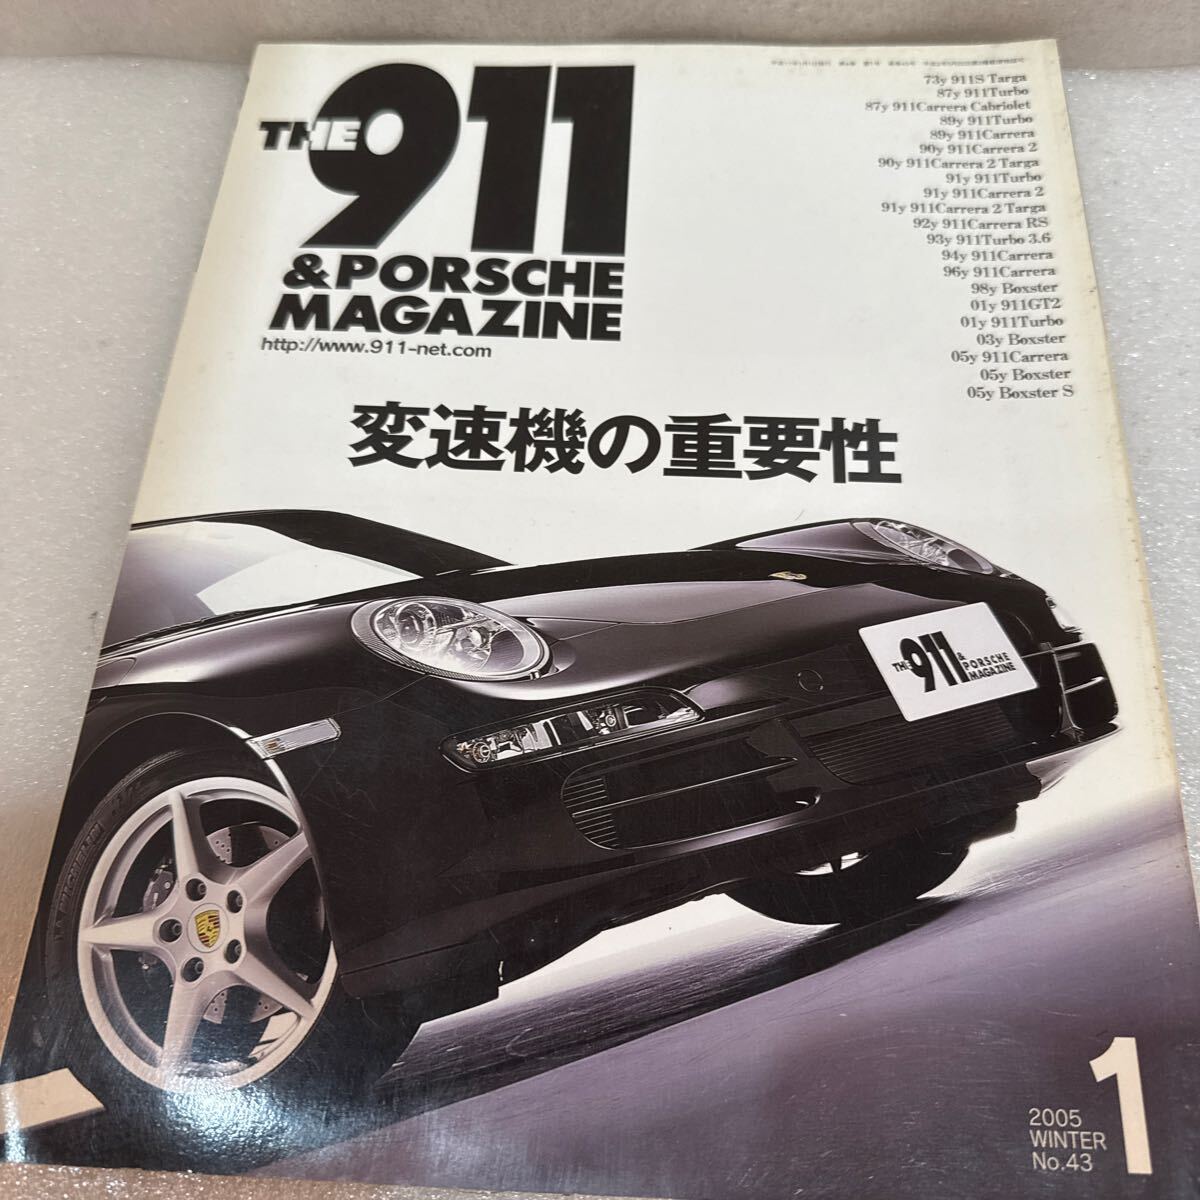 THE 911
& PORSCHE
MAGAZINE
http://www.911-net.com
73y 911S Targa
87y 911Turbo
87y 911Carrera Cabriolet
89y 911Turbo
89y 911Carrera
90y 911Carrera 2
90y 911Carrera 2 Targa
91y 911Turbo
91y 911Carrera 2
91y 911Carrera 2 Targa
92y 911Carrera RS
93y 911Turbo 3.6
94y 911Carrera
96y 911Carrera
98y Boxster
01y 911GT2
01y 911Turbo
03y Boxster
05y 911Carrera
05y Boxster
05y Boxster S
変速機の重要性
THE 911 & PORSCHE
MAGAZINE
MICHELIN
1
2005
WINTER
No.43